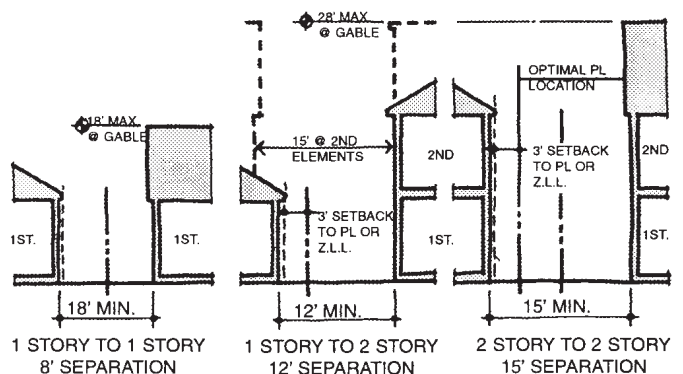 18' MAX
@ GABLE
1ST.
1ST.
18' MIN.
1 STORY TO 1 STORY
8' SEPARATION
28' MAX
@ GABLE
15' @ 2ND
ELEMENTS
2ND
3' SETBACK
TO PL OR
Z.L.L.
1ST.
12' MIN.
1 STORY TO 2 STORY
12' SEPARATION
OPTIMAL PL
LOCATION
3' SETBACK
TO PL OR
Z.L.L.
2ND
1ST.
15' MIN.
2 STORY TO 2 STORY
15' SEPARATION